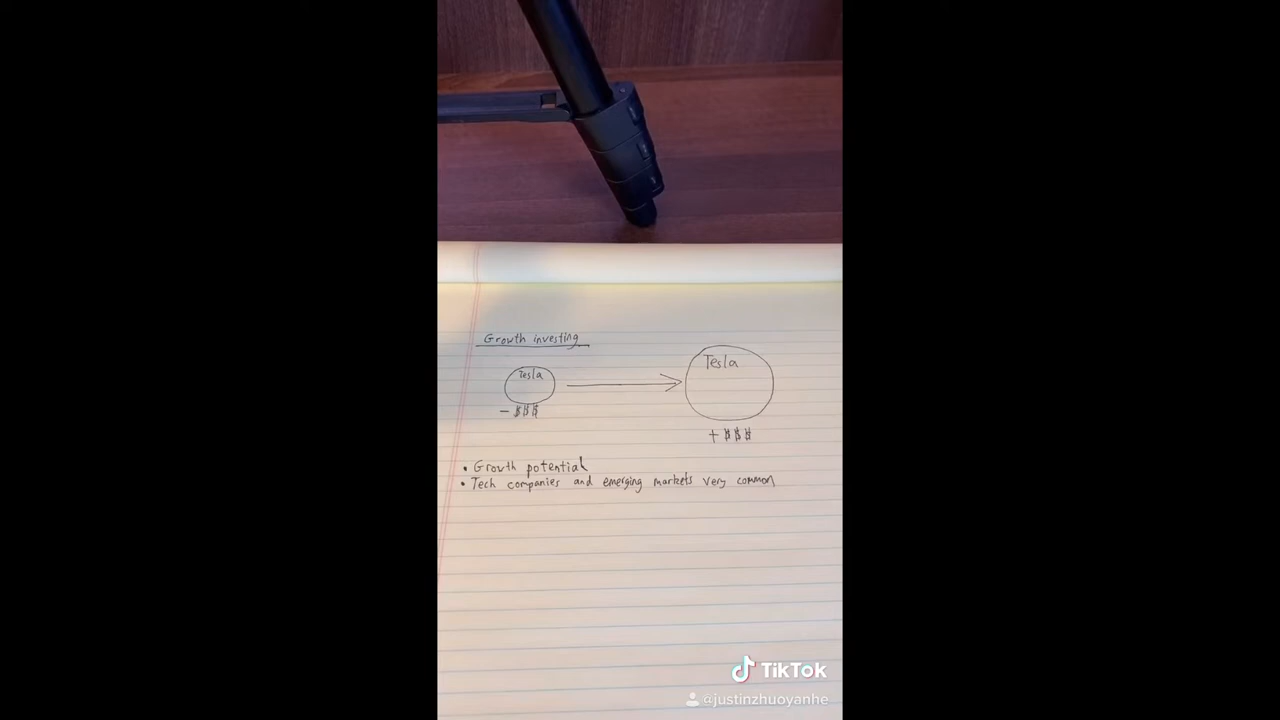 Growth investing
Tesla
Tesla
- $$$
+ $$$
• Growth potential
• Tech companies and emerging markets very common
TikTok
@justinzhuoyanhe